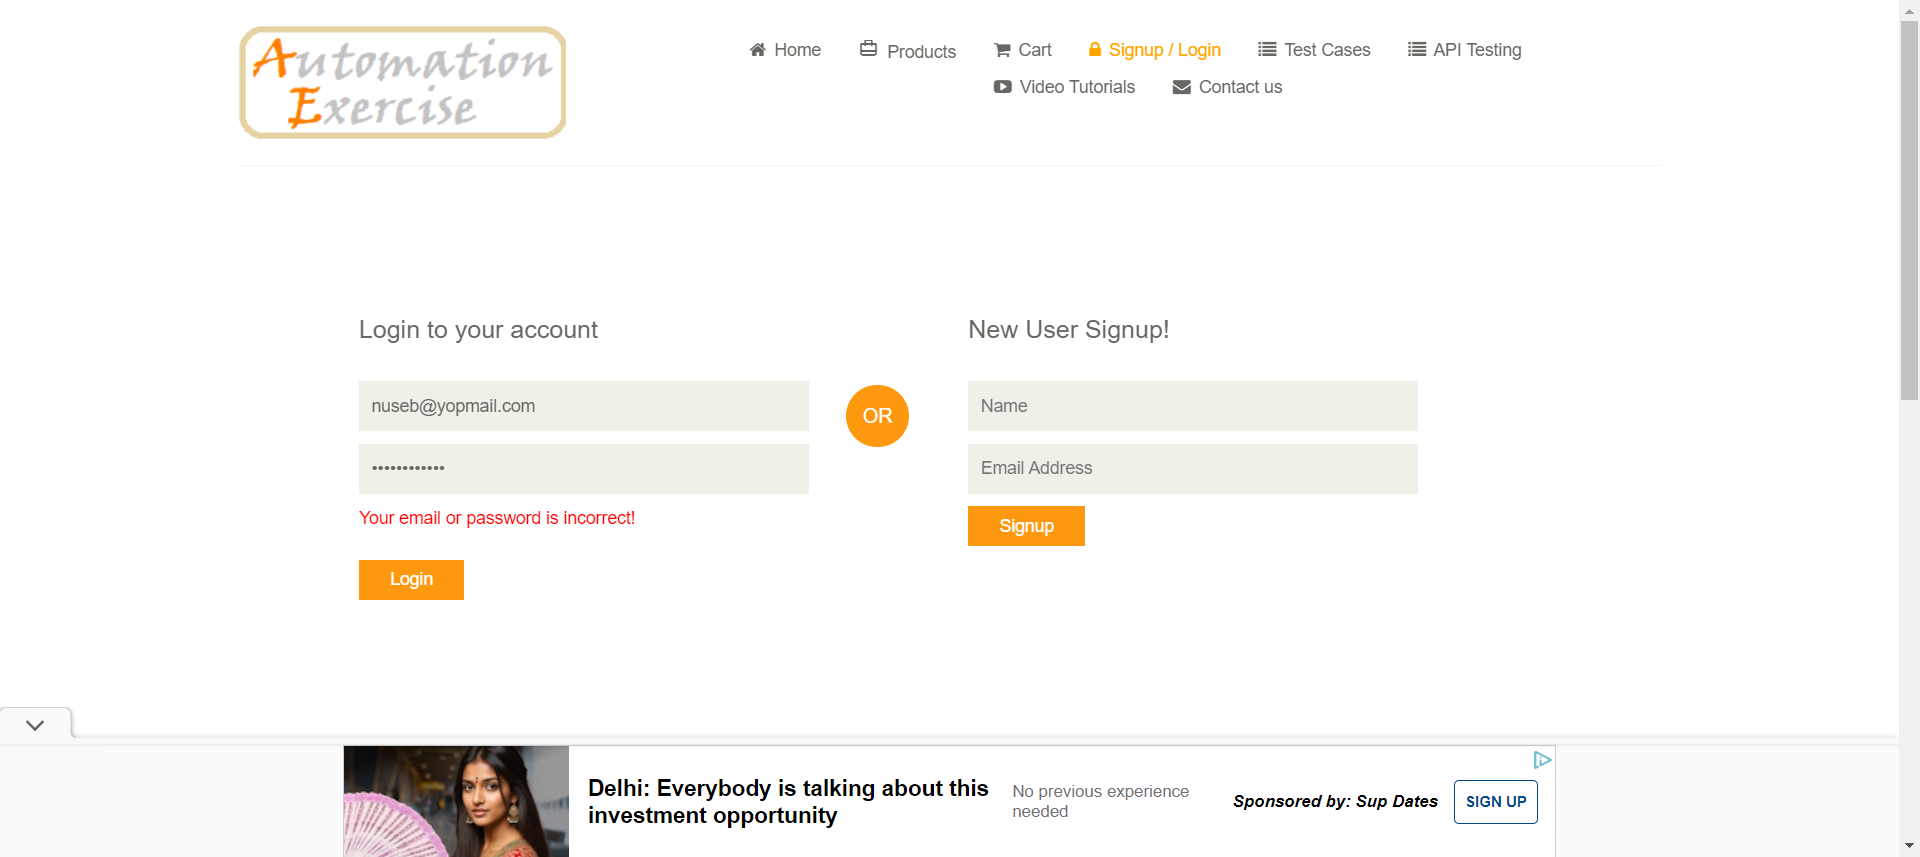 Automation
Exercise
Home
Products
Cart
Signup / Login
Test Cases
API Testing
Video Tutorials
Contact us
Login to your account
nuseb@yopmail.com
••••••••••••
Your email or password is incorrect!
Login
OR
New User Signup!
Name
Email Address
Signup
Delhi: Everybody is talking about this
investment opportunity
No previous experience
needed
Sponsored by: Sup Dates
SIGN UP